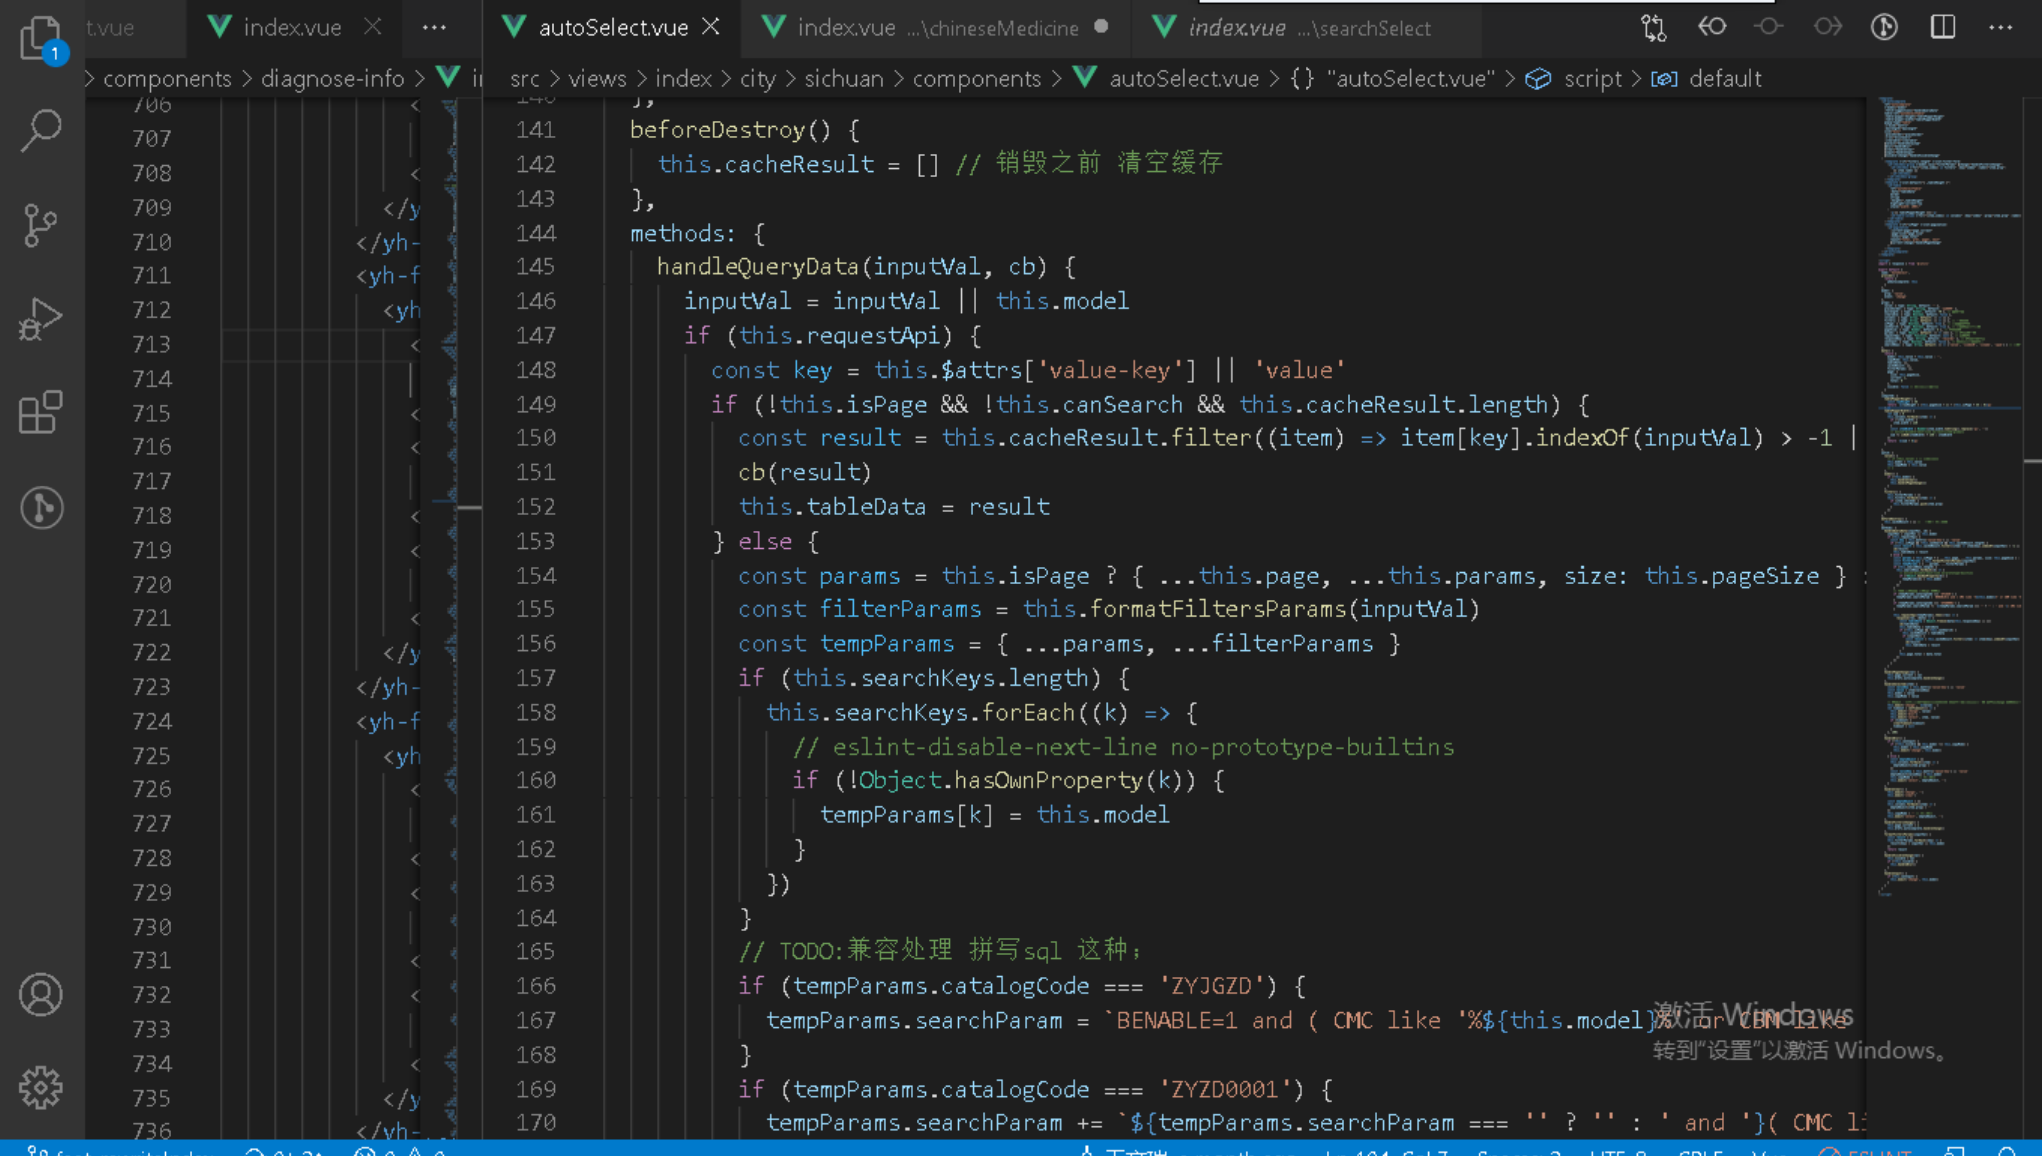 t.vue
index.vue
autoSelect.vue
index.vue ...\chineseMedicine
index.vue ...\searchSelect
1
components > diagnose-info >
src > views > index > city > sichuan > components > autoSelect.vue > {} "autoSelect.vue" > script > default
706
707
708
709 </y
710 </yh-
711 <yh-f
712 <yh
713 <
714
715 <
716 <
717
718 <
719 <
720
721 <
722 </y
723 </yh-
724 <yh-f
725 <yh
726 <
727
728 <
729 <
730
731 <
732 <
733
734 <
735 </y
736 </yh-
140 },
141 beforeDestroy() {
142 this.cacheResult = [] // 销毁之前 清空缓存
143 },
144 methods: {
145 handleQueryData(inputVal, cb) {
146 inputVal = inputVal || this.model
147 if (this.requestApi) {
148 const key = this.$attrs['value-key'] || 'value'
149 if (!this.isPage && !this.canSearch && this.cacheResult.length) {
150 const result = this.cacheResult.filter((item) => item[key].indexOf(inputVal) > -1 |
151 cb(result)
152 this.tableData = result
153 } else {
154 const params = this.isPage ? { ...this.page, ...this.params, size: this.pageSize } :
155 const filterParams = this.formatFiltersParams(inputVal)
156 const tempParams = { ...params, ...filterParams }
157 if (this.searchKeys.length) {
158 this.searchKeys.forEach((k) => {
159 // eslint-disable-next-line no-prototype-builtins
160 if (!Object.hasOwnProperty(k)) {
161 tempParams[k] = this.model
162 }
163 })
164 }
165 // TODO:兼容处理 拼写sql 这种;
166 if (tempParams.catalogCode === 'ZYJGZD') {
167 tempParams.searchParam = `BENABLE=1 and ( CMC like '%${this.model}%' or CBM like
168 }
169 if (tempParams.catalogCode === 'ZYZD0001') {
170 tempParams.searchParam += `${tempParams.searchParam === '' ? '' : ' and '}( CMC li
激活 Windows
转到"设置"以激活 Windows。